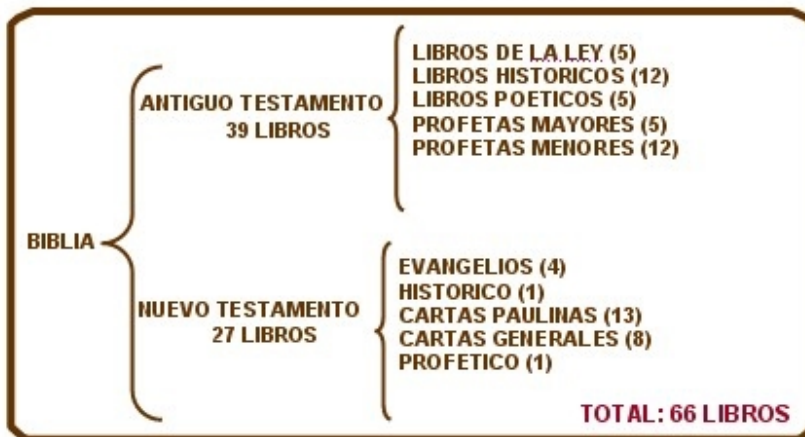 BIBLIA
ANTIGUO TESTAMENTO
39 LIBROS
LIBROS DE LA LEY (5)
LIBROS HISTORICOS (12)
LIBROS POETICOS (5)
PROFETAS MAYORES (5)
PROFETAS MENORES (12)
NUEVO TESTAMENTO
27 LIBROS
EVANGELIOS (4)
HISTORICO (1)
CARTAS PAULINAS (13)
CARTAS GENERALES (8)
PROFETICO (1)
TOTAL: 66 LIBROS